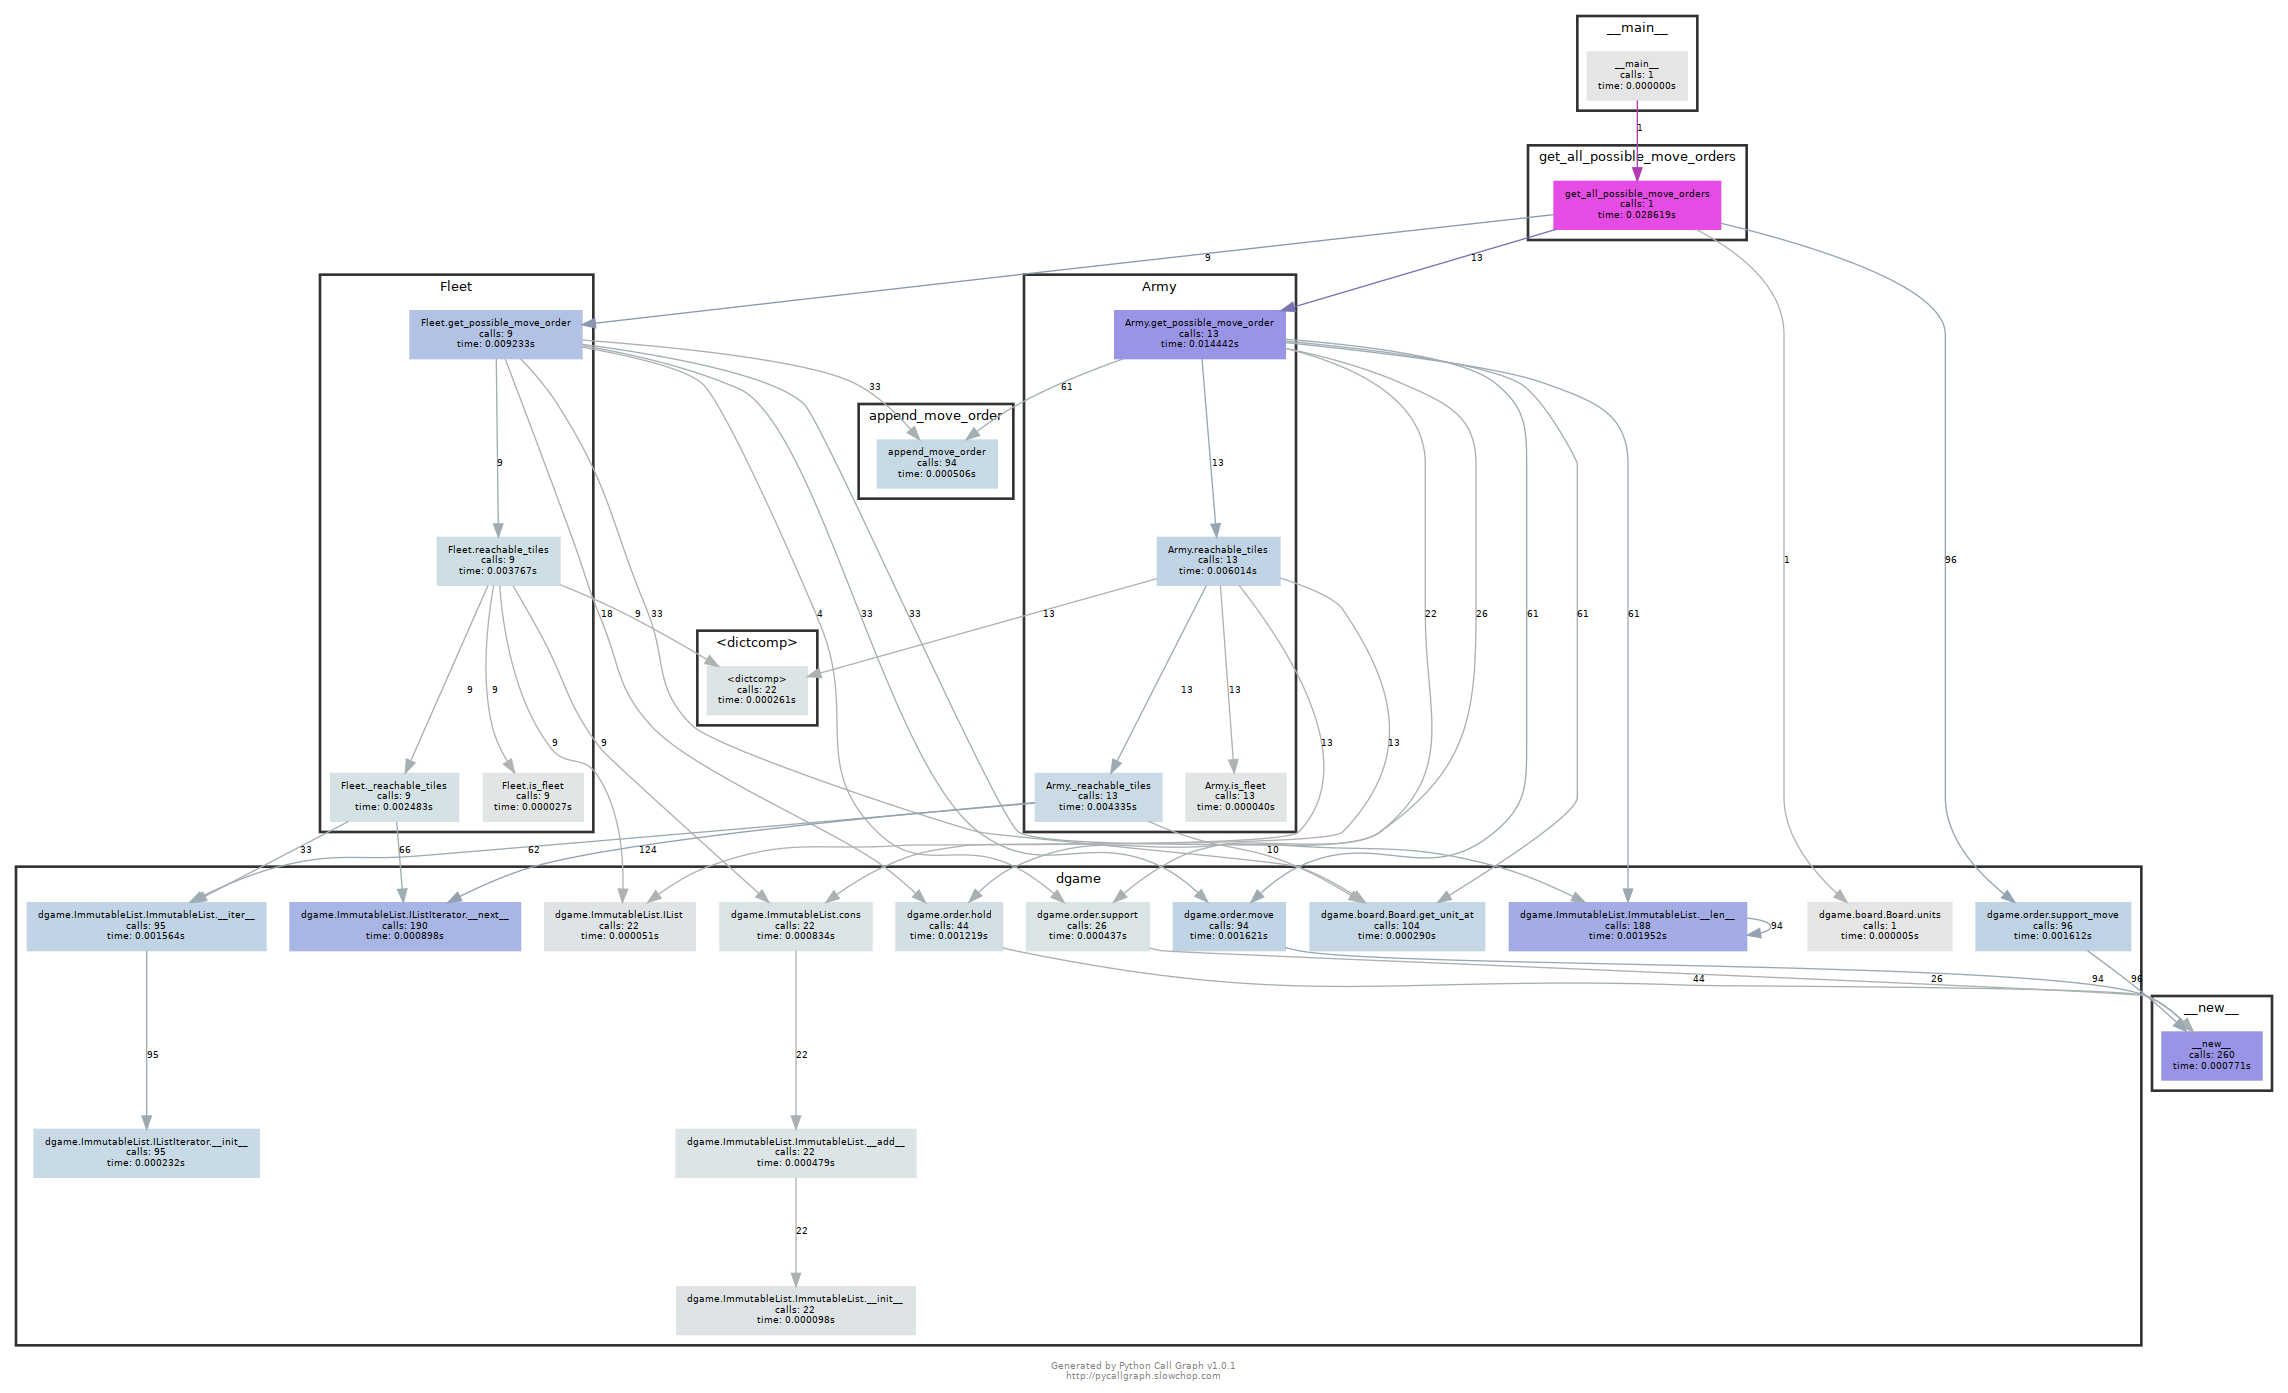 __main__
__main__
calls: 1
time: 0.000000s
1
get_all_possible_move_orders
get_all_possible_move_orders
calls: 1
time: 0.028619s
9
13
1
96
Fleet
Fleet.get_possible_move_order
calls: 9
time: 0.009233s
Army
Army.get_possible_move_order
calls: 13
time: 0.014442s
33
61
append_move_order
append_move_order
calls: 94
time: 0.000506s
9
13
Fleet.reachable_tiles
calls: 9
time: 0.003767s
Army.reachable_tiles
calls: 13
time: 0.006014s
18
9
33
4
33
33
13
22
26
61
61
61
<dictcomp>
<dictcomp>
calls: 22
time: 0.000261s
9
9
9
9
13
13
13
13
Fleet._reachable_tiles
calls: 9
time: 0.002483s
Fleet.is_fleet
calls: 9
time: 0.000027s
Army._reachable_tiles
calls: 13
time: 0.004335s
Army.is_fleet
calls: 13
time: 0.000040s
33
66
62
124
10
dgame
dgame.ImmutableList.ImmutableList.__iter__
calls: 95
time: 0.001564s
dgame.ImmutableList.IListIterator.__next__
calls: 190
time: 0.000898s
dgame.ImmutableList.IList
calls: 22
time: 0.000051s
dgame.ImmutableList.cons
calls: 22
time: 0.000834s
dgame.order.hold
calls: 44
time: 0.001219s
dgame.order.support
calls: 26
time: 0.000437s
dgame.order.move
calls: 94
time: 0.001621s
dgame.board.Board.get_unit_at
calls: 104
time: 0.000290s
dgame.ImmutableList.ImmutableList.__len__
calls: 188
time: 0.001952s
94
dgame.board.Board.units
calls: 1
time: 0.000005s
dgame.order.support_move
calls: 96
time: 0.001612s
44
26
94
96
__new__
__new__
calls: 260
time: 0.000771s
95
22
dgame.ImmutableList.IListIterator.__init__
calls: 95
time: 0.000232s
dgame.ImmutableList.ImmutableList.__add__
calls: 22
time: 0.000479s
22
dgame.ImmutableList.ImmutableList.__init__
calls: 22
time: 0.000098s
Generated by Python Call Graph v1.0.1
http://pycallgraph.slowchop.com